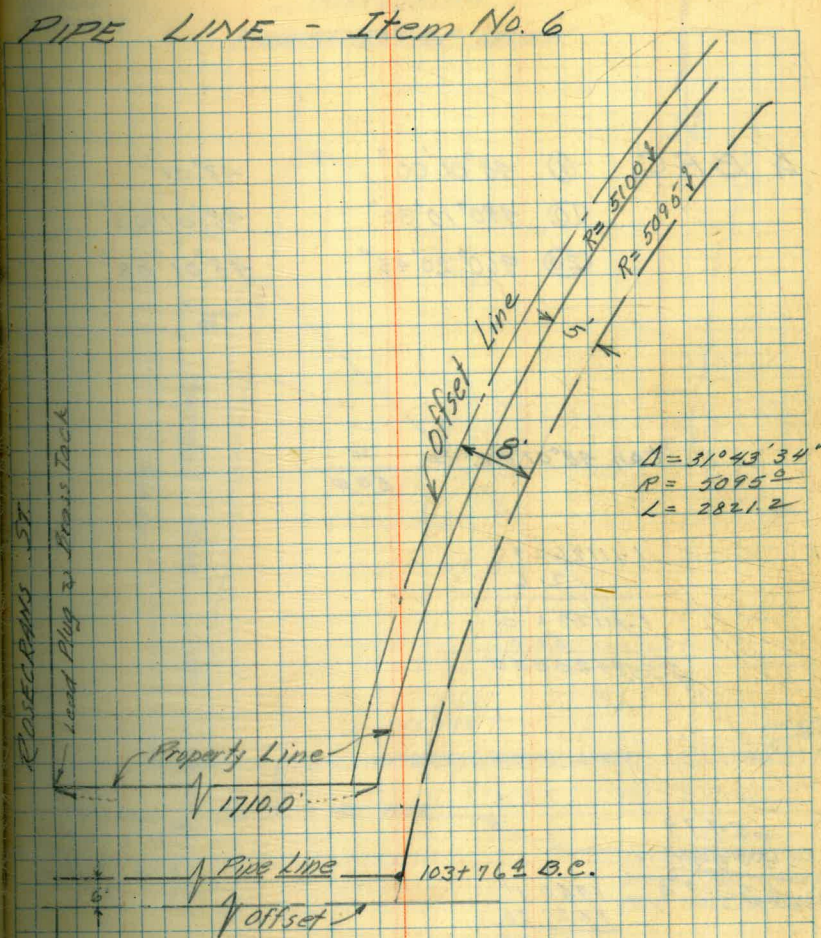 PIPE LINE - Item No. 6
R= 5100
R= 5095
5'
Offset Line
8'
Δ = 31°43'34"
R = 5095.0
L = 2821.2
ROSECRANS ST.
Lead Plug & Brass Tack
Property Line
1710.0'
Pipe Line
103+76.4 B.C.
6'
Offset